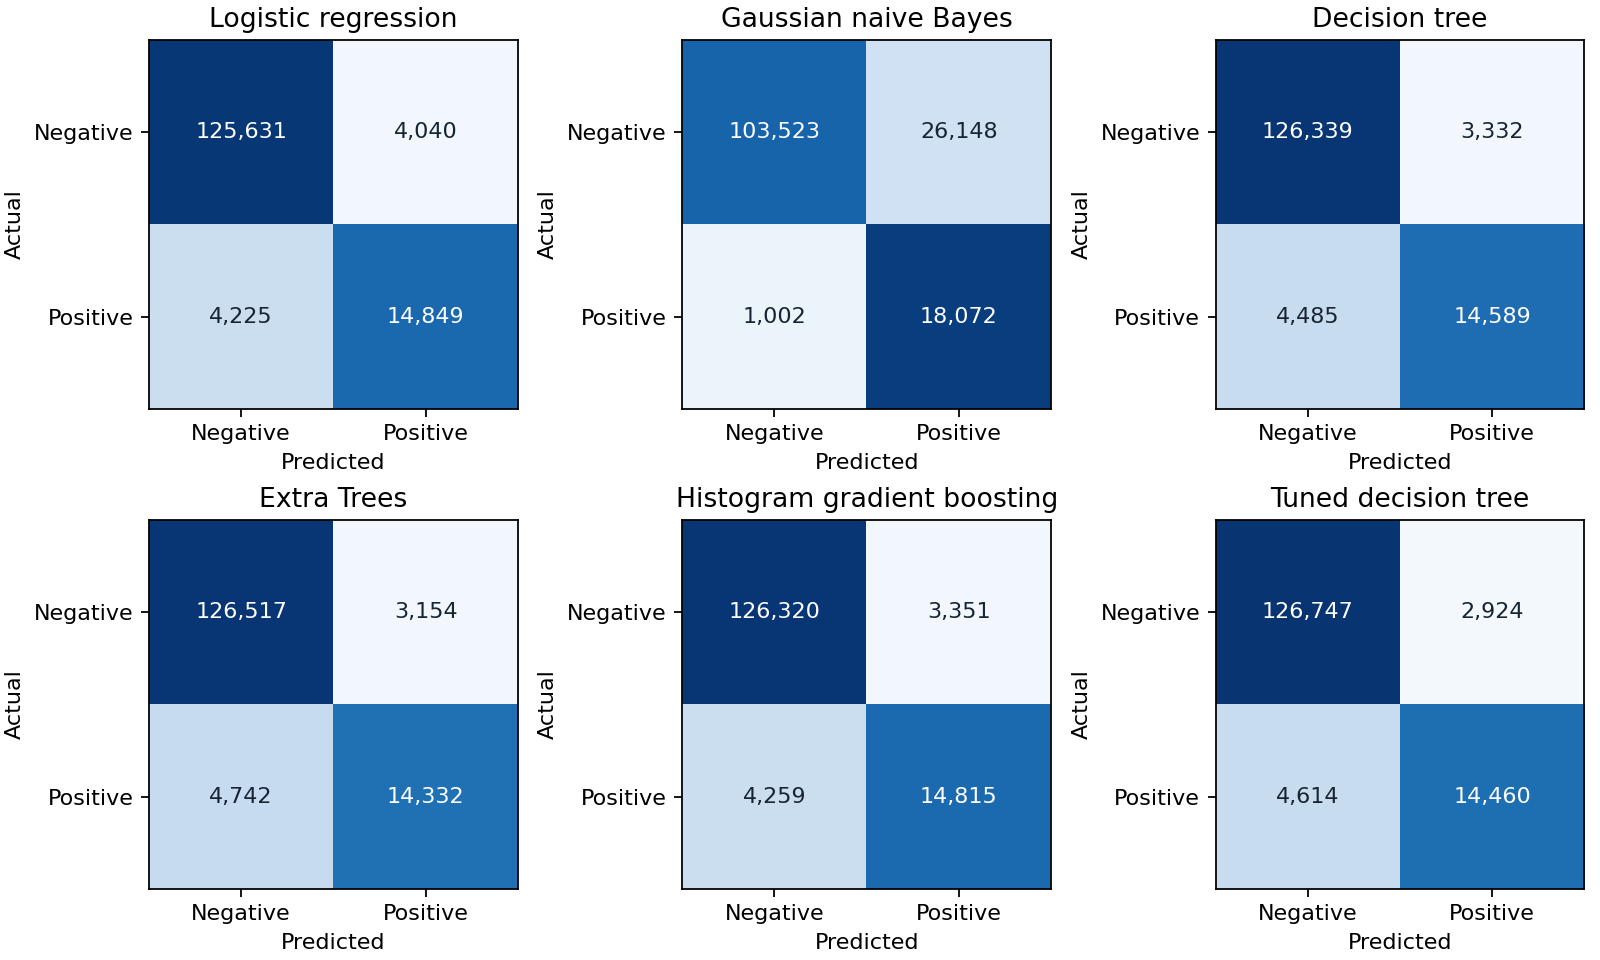 Logistic regression
Negative 125,631 4,040
Actual
Positive 4,225 14,849
Negative Positive
Predicted
Gaussian naive Bayes
Negative 103,523 26,148
Actual
Positive 1,002 18,072
Negative Positive
Predicted
Decision tree
Negative 126,339 3,332
Actual
Positive 4,485 14,589
Negative Positive
Predicted
Extra Trees
Negative 126,517 3,154
Actual
Positive 4,742 14,332
Negative Positive
Predicted
Histogram gradient boosting
Negative 126,320 3,351
Actual
Positive 4,259 14,815
Negative Positive
Predicted
Tuned decision tree
Negative 126,747 2,924
Actual
Positive 4,614 14,460
Negative Positive
Predicted